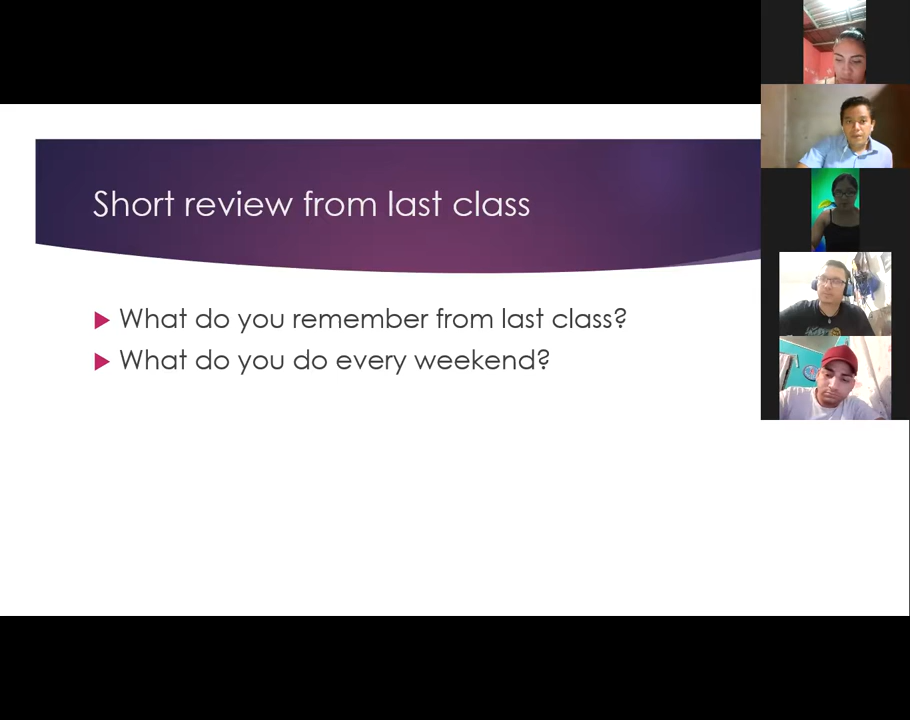 Short review from last class
What do you remember from last class?
What do you do every weekend?